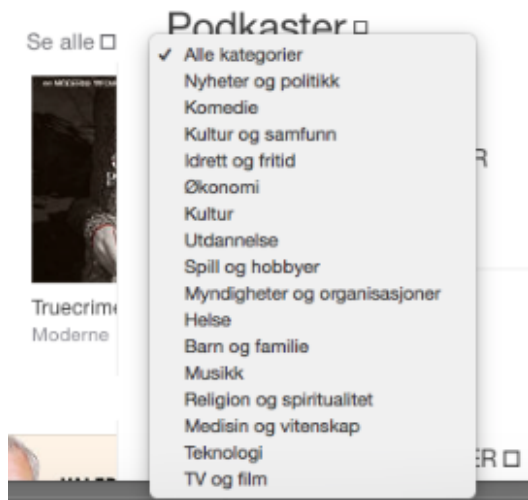 Podkaster
Se alle
✓ Alle kategorier
Nyheter og politikk
Komedie
Kultur og samfunn
Idrett og fritid
Økonomi
Kultur
Utdannelse
Spill og hobbyer
Myndigheter og organisasjoner
Helse
Barn og familie
Musikk
Religion og spiritualitet
Medisin og vitenskap
Teknologi
TV og film
R
Truecrime
Moderne
ER